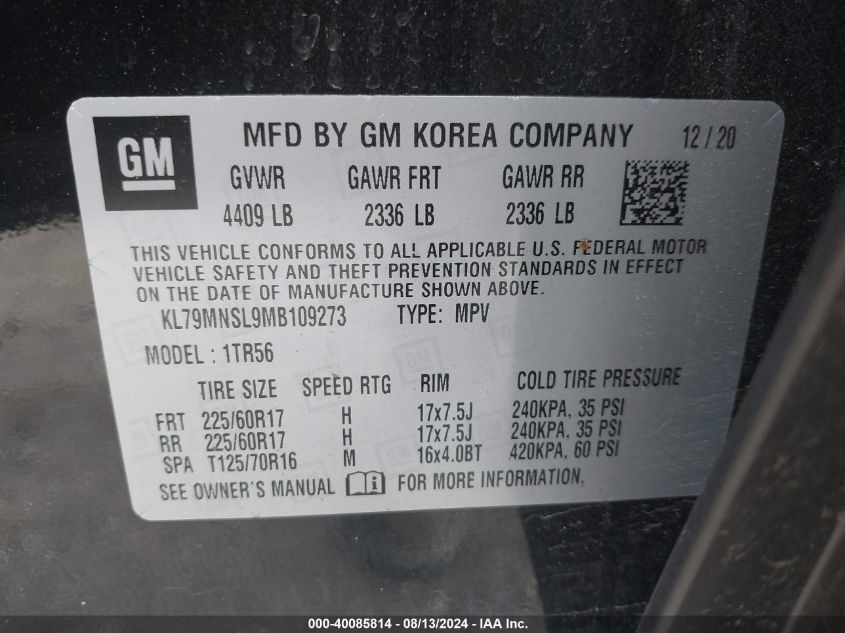 GM
MFD BY GM KOREA COMPANY 12/20
GVWR GAWR FRT GAWR RR
4409 LB 2336 LB 2336 LB
THIS VEHICLE CONFORMS TO ALL APPLICABLE U.S. FEDERAL MOTOR
VEHICLE SAFETY AND THEFT PREVENTION STANDARDS IN EFFECT
ON THE DATE OF MANUFACTURE SHOWN ABOVE.
KL79MNSL9MB109273 TYPE: MPV
MODEL : 1TR56
TIRE SIZE SPEED RTG RIM COLD TIRE PRESSURE
FRT 225/60R17 H 17x7.5J 240KPA, 35 PSI
RR 225/60R17 H 17x7.5J 240KPA, 35 PSI
SPA T125/70R16 M 16x4.0BT 420KPA, 60 PSI
SEE OWNER'S MANUAL i FOR MORE INFORMATION.
000-40085814 - 08/13/2024 - IAA Inc.